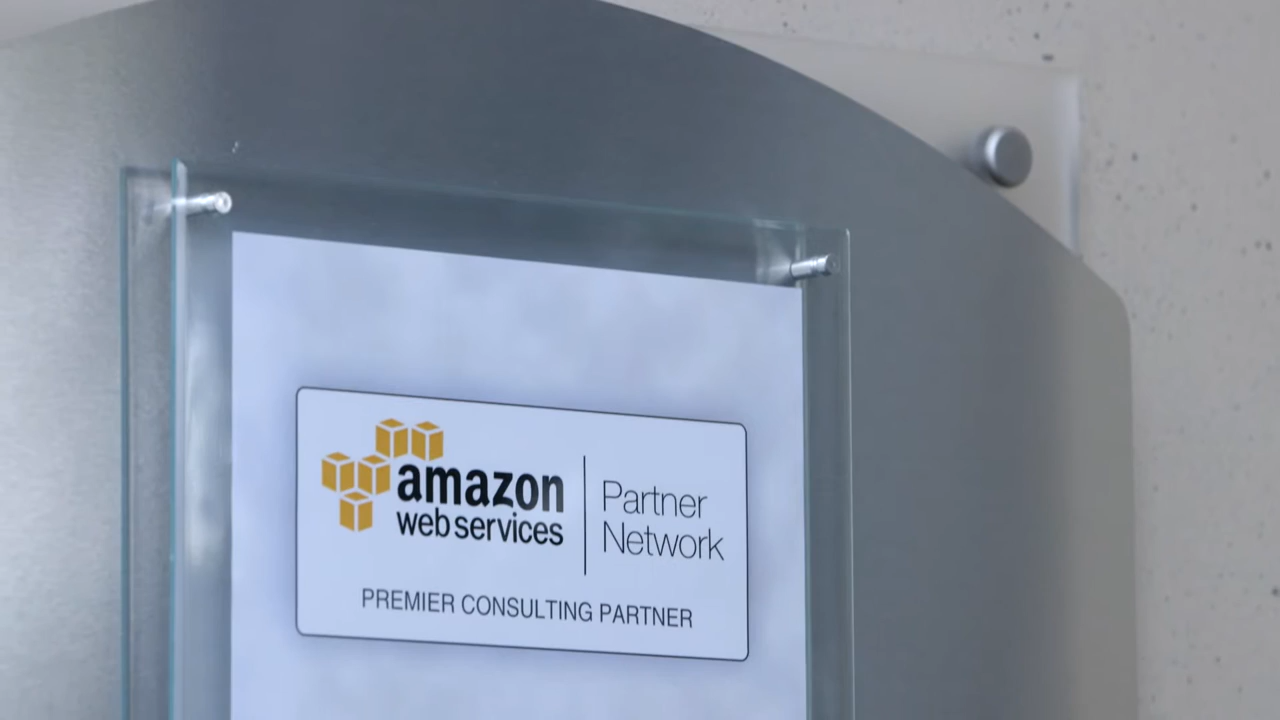 amazon
web services
Partner
Network
PREMIER CONSULTING PARTNER